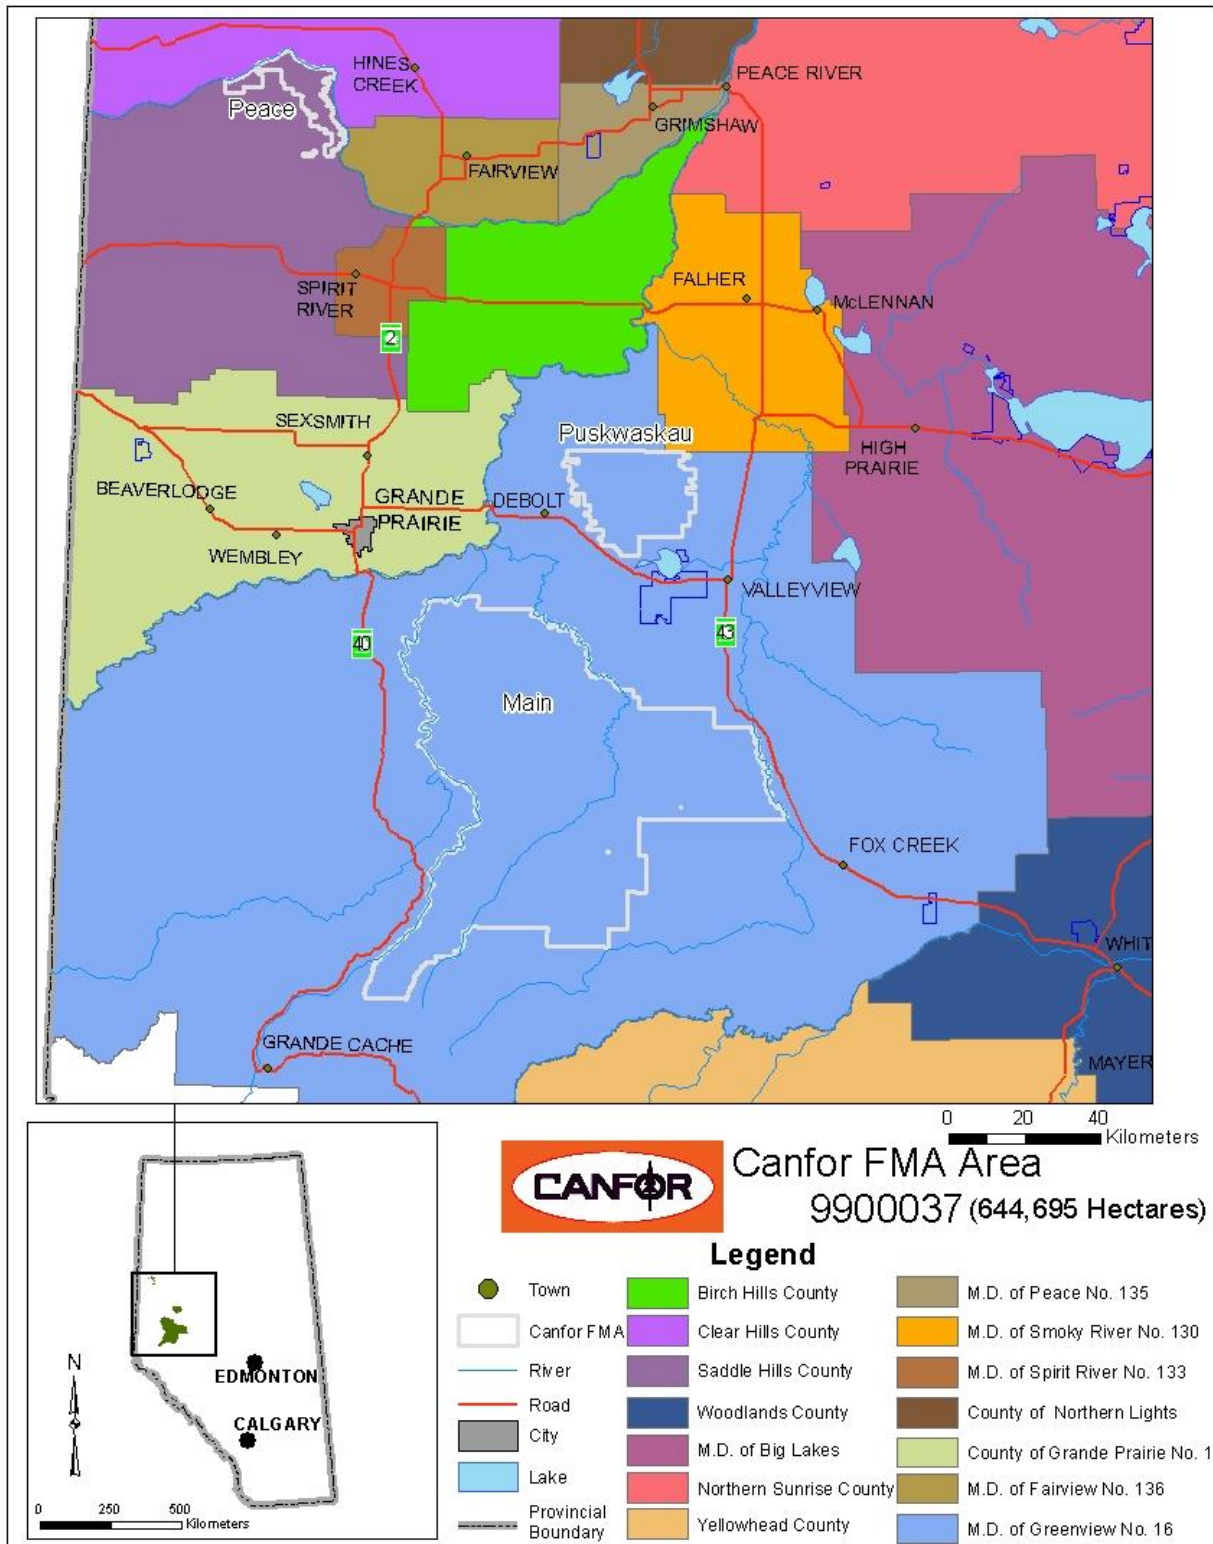 HINES
CREEK
PEACE RIVER
Peace
GRIMSHAW
FAIRVIEW
SPIRIT
RIVER
FALHER
McLENNAN
2
SEXSMITH
Puskwaskau
HIGH
PRAIRIE
BEAVERLODGE
GRANDE
PRAIRIE
DEBOLT
WEMBLEY
VALLEYVIEW
40
43
Main
FOX CREEK
WHIT
GRANDE CACHE
MAYER
0 20 40
Kilometers
CANFOR
Canfor FMA Area
9900037 (644,695 Hectares)
N
EDMONTON
CALGARY
0 250 500
Kilometers
Legend
Town
Canfor FMA
River
Road
City
Lake
Provincial
Boundary
Birch Hills County
Clear Hills County
Saddle Hills County
Woodlands County
M.D. of Big Lakes
Northern Sunrise County
Yellowhead County
M.D. of Peace No. 135
M.D. of Smoky River No. 130
M.D. of Spirit River No. 133
County of Northern Lights
County of Grande Prairie No. 1
M.D. of Fairview No. 136
M.D. of Greenview No. 16